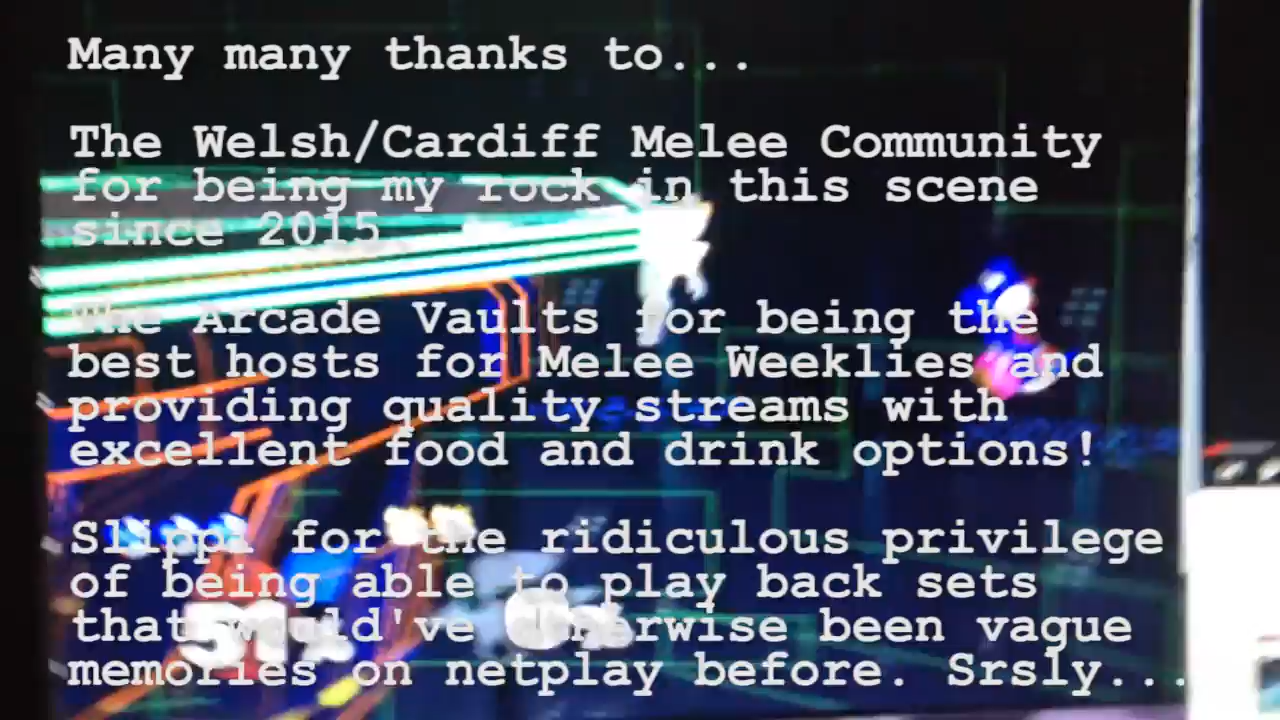 Many many thanks to...
The Welsh/Cardiff Melee Community
for being my rock in this scene
since 2015
The Arcade Vaults for being the
best hosts for Melee Weeklies and
providing quality streams with
excellent food and drink options!
Slippi for the ridiculous privilege
of being able to play back sets
that would've otherwise been vague
memories on netplay before. Srsly...
51%
0%